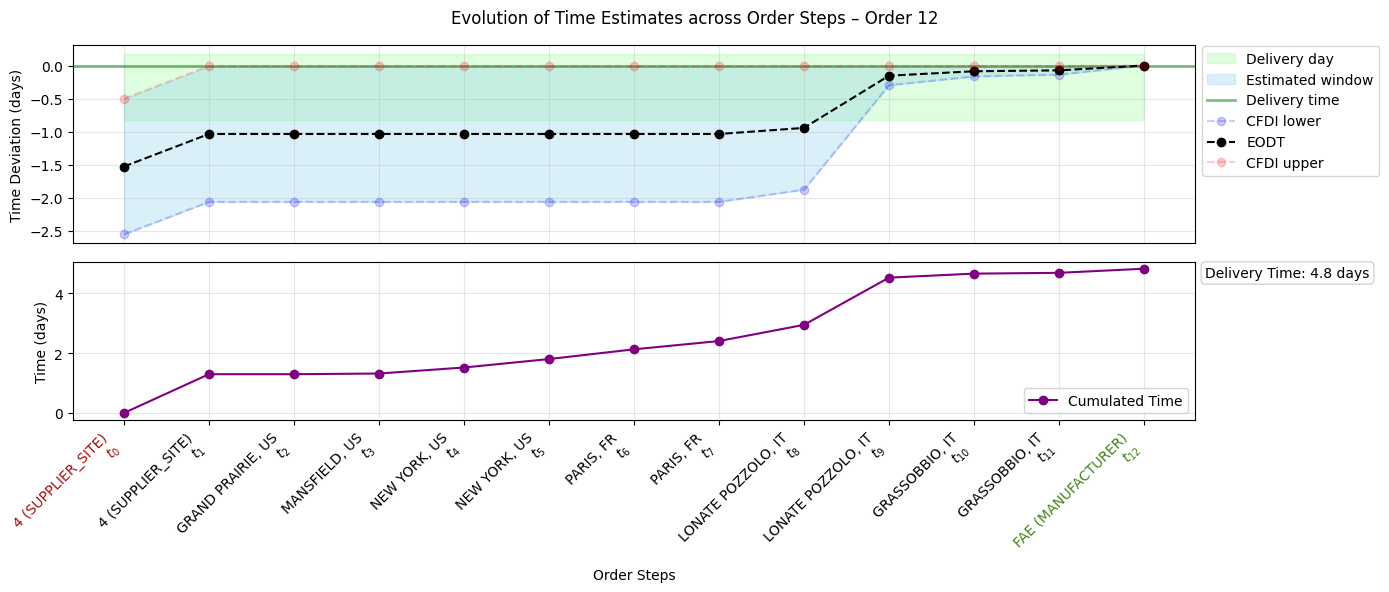 Evolution of Time Estimates across Order Steps – Order 12
Time Deviation (days)
0.0
−0.5
−1.0
−1.5
−2.0
−2.5
Delivery day
Estimated window
Delivery time
CFDI lower
EODT
CFDI upper
Time (days)
4
2
0
Delivery Time: 4.8 days
Cumulated Time
4 (SUPPLIER_SITE)
t0
4 (SUPPLIER_SITE)
t1
GRAND PRAIRIE, US
t2
MANSFIELD, US
t3
NEW YORK, US
t4
NEW YORK, US
t5
PARIS, FR
t6
PARIS, FR
t7
LONATE POZZOLO, IT
t8
LONATE POZZOLO, IT
t9
GRASSOBBIO, IT
t10
GRASSOBBIO, IT
t11
FAE (MANUFACTURER)
t12
Order Steps